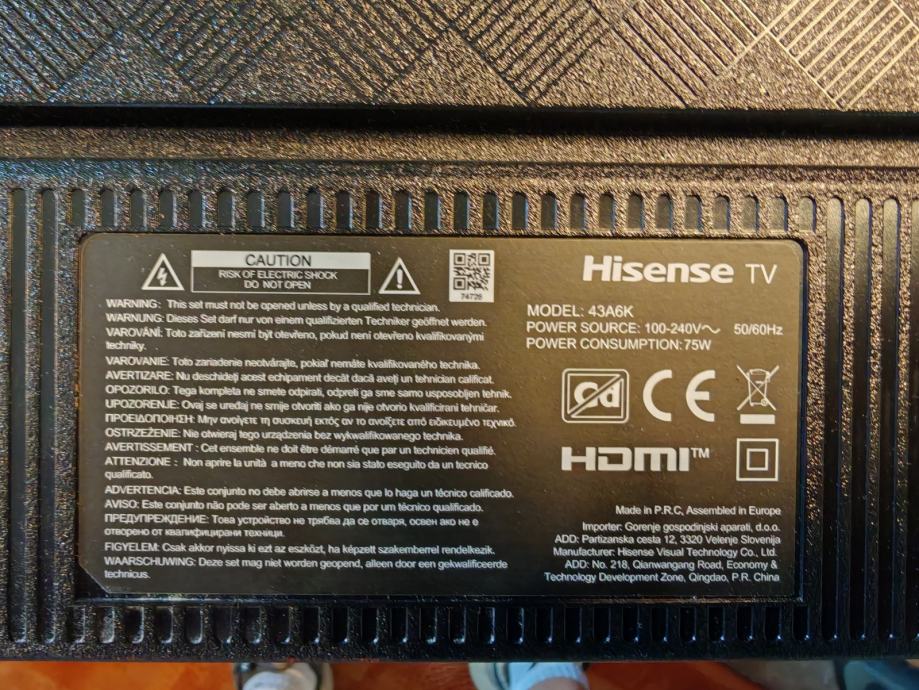 CAUTION
RISK OF ELECTRIC SHOCK
DO NOT OPEN
74726
WARNING: This set must not be opened unless by a qualified technician.
WARNUNG: Dieses Set darf nur von einem qualifizierten Techniker geöffnet werden.
VAROVÁNÍ: Toto zařízení nesmí být otevřeno, pokud není otevřeno kvalifikovanými
techniky.
VAROVANIE: Toto zariadenie neotvárajte, pokiaľ nemáte kvalifikovaného technika.
AVERTIZARE: Nu deschideți acest echipament decât dacă aveți un tehnician calificat.
OPOZORILO: Tega kompleta ne smete odpirati, odpreti ga sme samo usposobljen tehnik.
UPOZORENJE: Ovaj se uređaj ne smije otvoriti ako ga nije otvorio kvalificirani tehničar.
ΠΡΟΕΙΔΟΠΟΙΗΣΗ: Μην ανοίγετε τη συσκευή εκτός αν το ανοίξετε από ειδικευμένο τεχνικό.
OSTRZEŻENIE: Nie otwieraj tego urządzenia bez wykwalifikowanego technika.
AVERTISSEMENT : Cet ensemble ne doit être démarré que par un technicien qualifié.
ATTENZIONE : Non aprire la unità a meno che non sia stato eseguito da un tecnico
qualificato.
ADVERTENCIA: Este conjunto no debe abrirse a menos que lo haga un técnico calificado.
AVISO: Este conjunto não pode ser aberto a menos que por um técnico qualificado.
ПРЕДУПРЕЖДЕНИЕ: Това устройство не трябва да се отваря, освен ако не е
отворено от квалифицирани техници.
FIGYELEM: Csak akkor nyissa ki ezt az eszközt, ha képzett szakemberrel rendelkezik.
WAARSCHUWING: Deze set mag niet worden geopend, alleen door een gekwalificeerde
technicus.
Hisense TV
MODEL: 43A6K
POWER SOURCE: 100-240V～ 50/60Hz
POWER CONSUMPTION: 75W
Cd
CE
HDMI™
Made in P.R.C, Assembled in Europe
Importer: Gorenje gospodinjski aparati, d.o.o.
ADD: Partizanska cesta 12, 3320 Velenje Slovenija
Manufacturer: Hisense Visual Technology Co., Ltd.
ADD: No. 218, Qianwangang Road, Economy &
Technology Development Zone, Qingdao, P.R. China